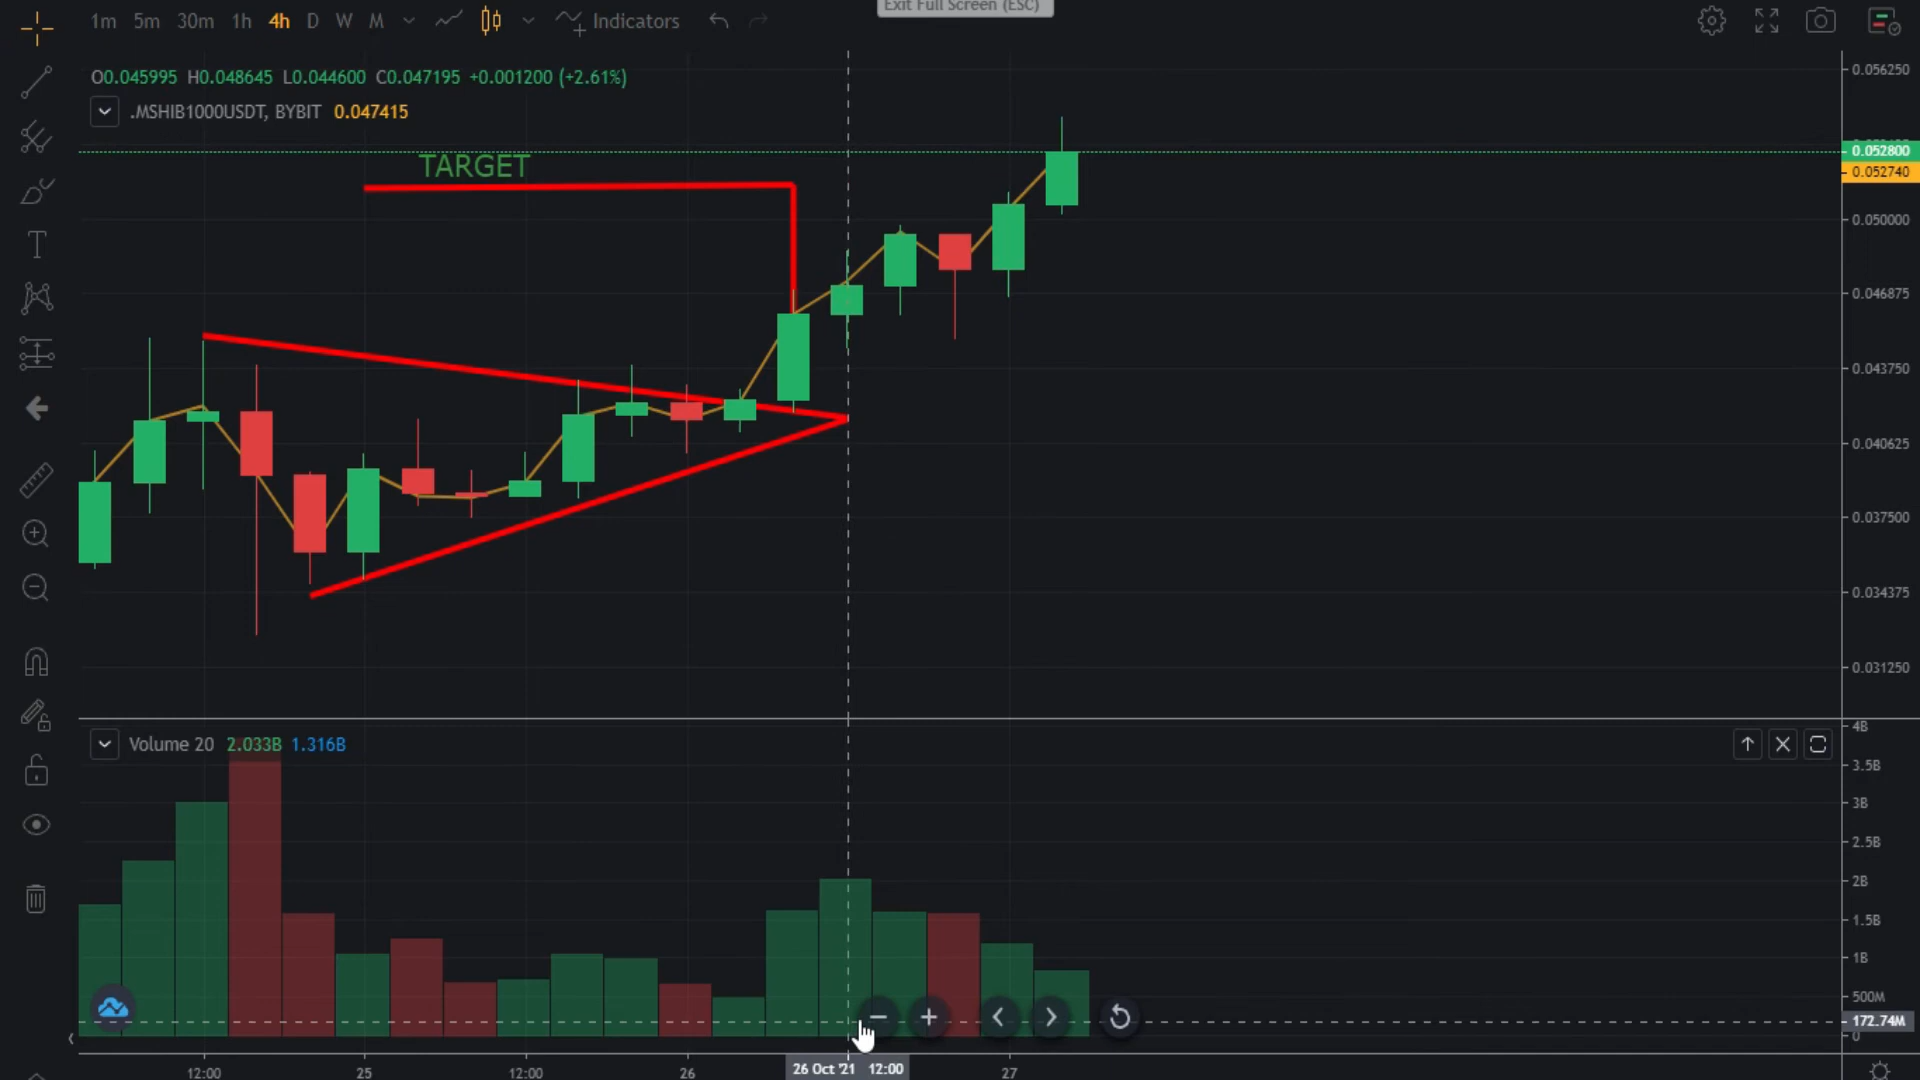 Exit Full Screen (ESC)
1m 5m 30m 1h 4h D W M Indicators
O0.045995 H0.048645 L0.044600 C0.047195 +0.001200 (+2.61%)
.MSHIB1000USDT, BYBIT 0.047415
TARGET
0.056250
0.052800
0.052740
0.050000
0.046875
0.043750
0.040625
0.037500
0.034375
0.031250
Volume 20 2.033B 1.316B
4B
3.5B
3B
2.5B
2B
1.5B
1B
500M
172.74M
0
12:00 25 12:00 26 26 Oct '21 12:00 27